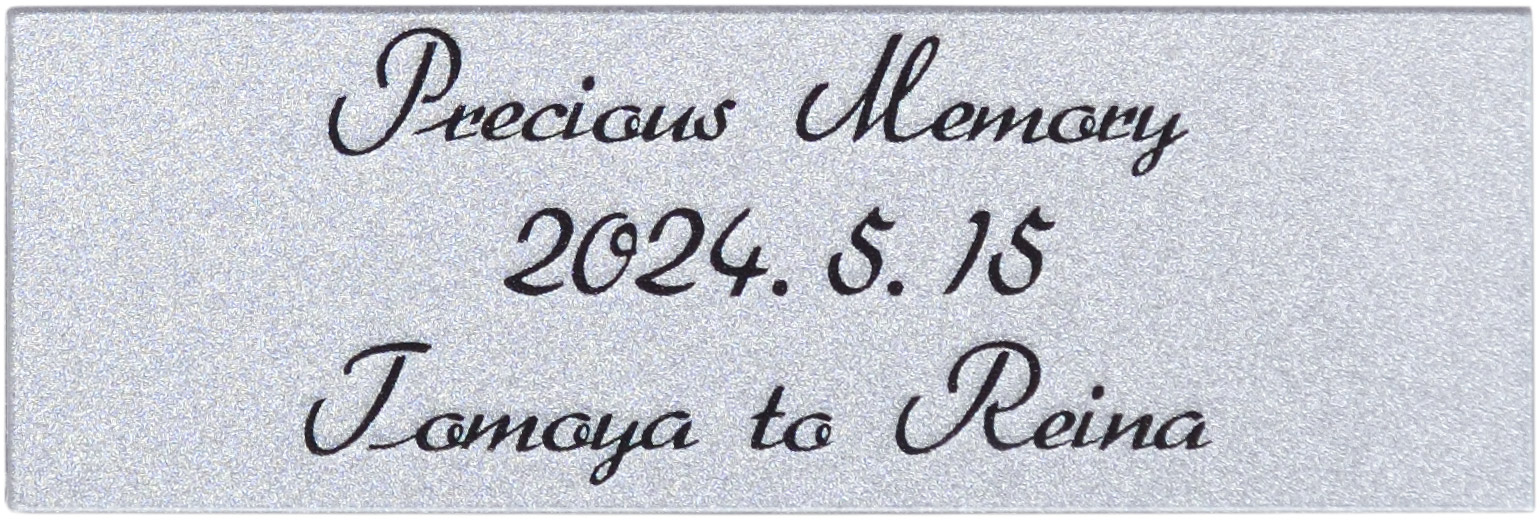 Precious Memory
2024. 5. 15
Tomoya to Reina